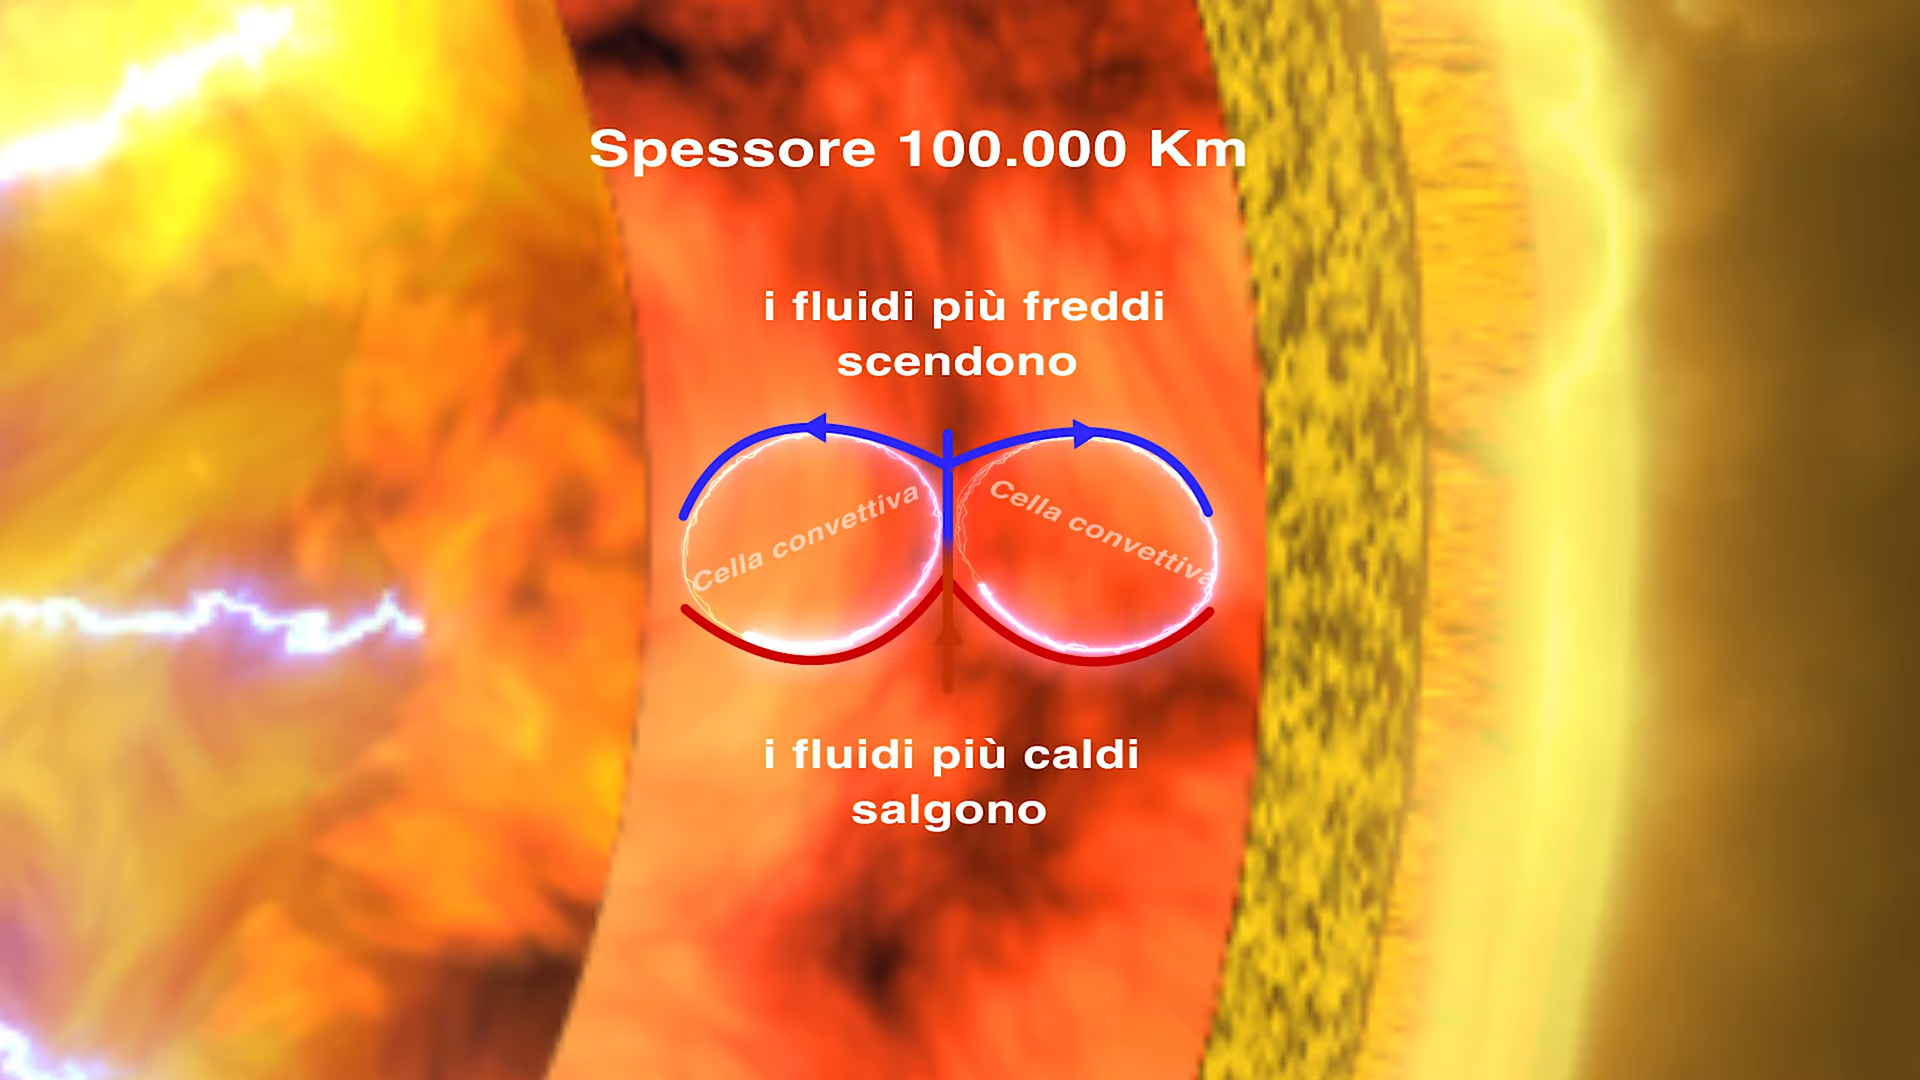 Spessore 100.000 Km
i fluidi più freddi
scendono
Cella convettiva
Cella convettiva
i fluidi più caldi
salgono